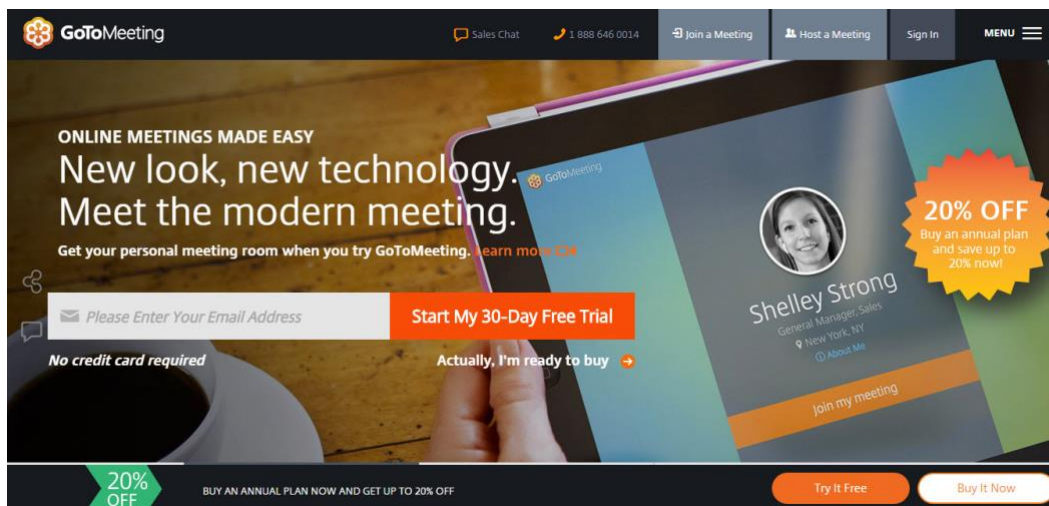 GoToMeeting
Sales Chat
1 888 646 0014
Join a Meeting
Host a Meeting
Sign In
MENU
ONLINE MEETINGS MADE EASY
New look, new technology.
Meet the modern meeting.
Get your personal meeting room when you try GoToMeeting. Learn more
Please Enter Your Email Address
Start My 30-Day Free Trial
No credit card required
Actually, I'm ready to buy
GoToMeeting
Shelley Strong
General Manager, Sales
New York, NY
About Me
Join my meeting
20% OFF
Buy an annual plan
and save up to
20% now!
20%
OFF
BUY AN ANNUAL PLAN NOW AND GET UP TO 20% OFF
Try It Free
Buy It Now